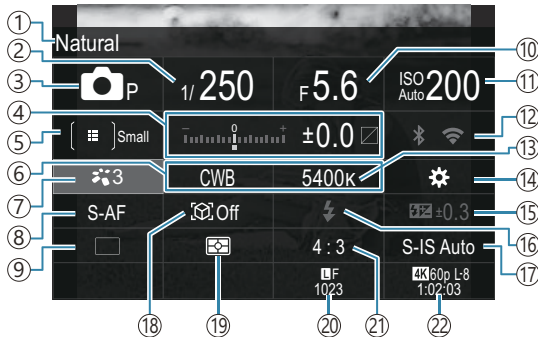 ① Natural
② ③ P 1/250 F5.6 ISO Auto 200 ⑩ ⑪
④ ⑤ Small − 0 + ±0.0 ⑫
⑥ ⑦ 3 CWB 5400K ⑬ ⑭
⑧ S-AF Off ±0.3 ⑮
⑨ 4:3 S-IS Auto ⑯ ⑰
LF 4K 60p L-8
1023 1:02:03
⑱ ⑲ ⑳ ㉑ ㉒